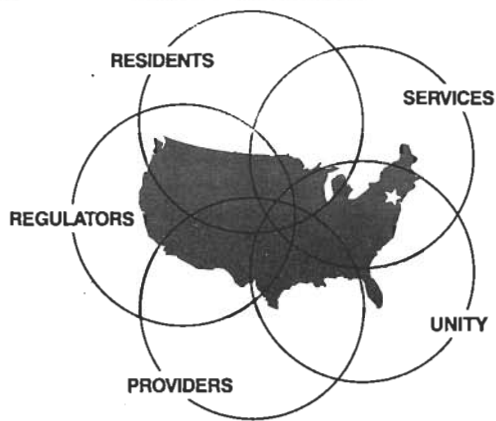 RESIDENTS
SERVICES
REGULATORS
UNITY
PROVIDERS